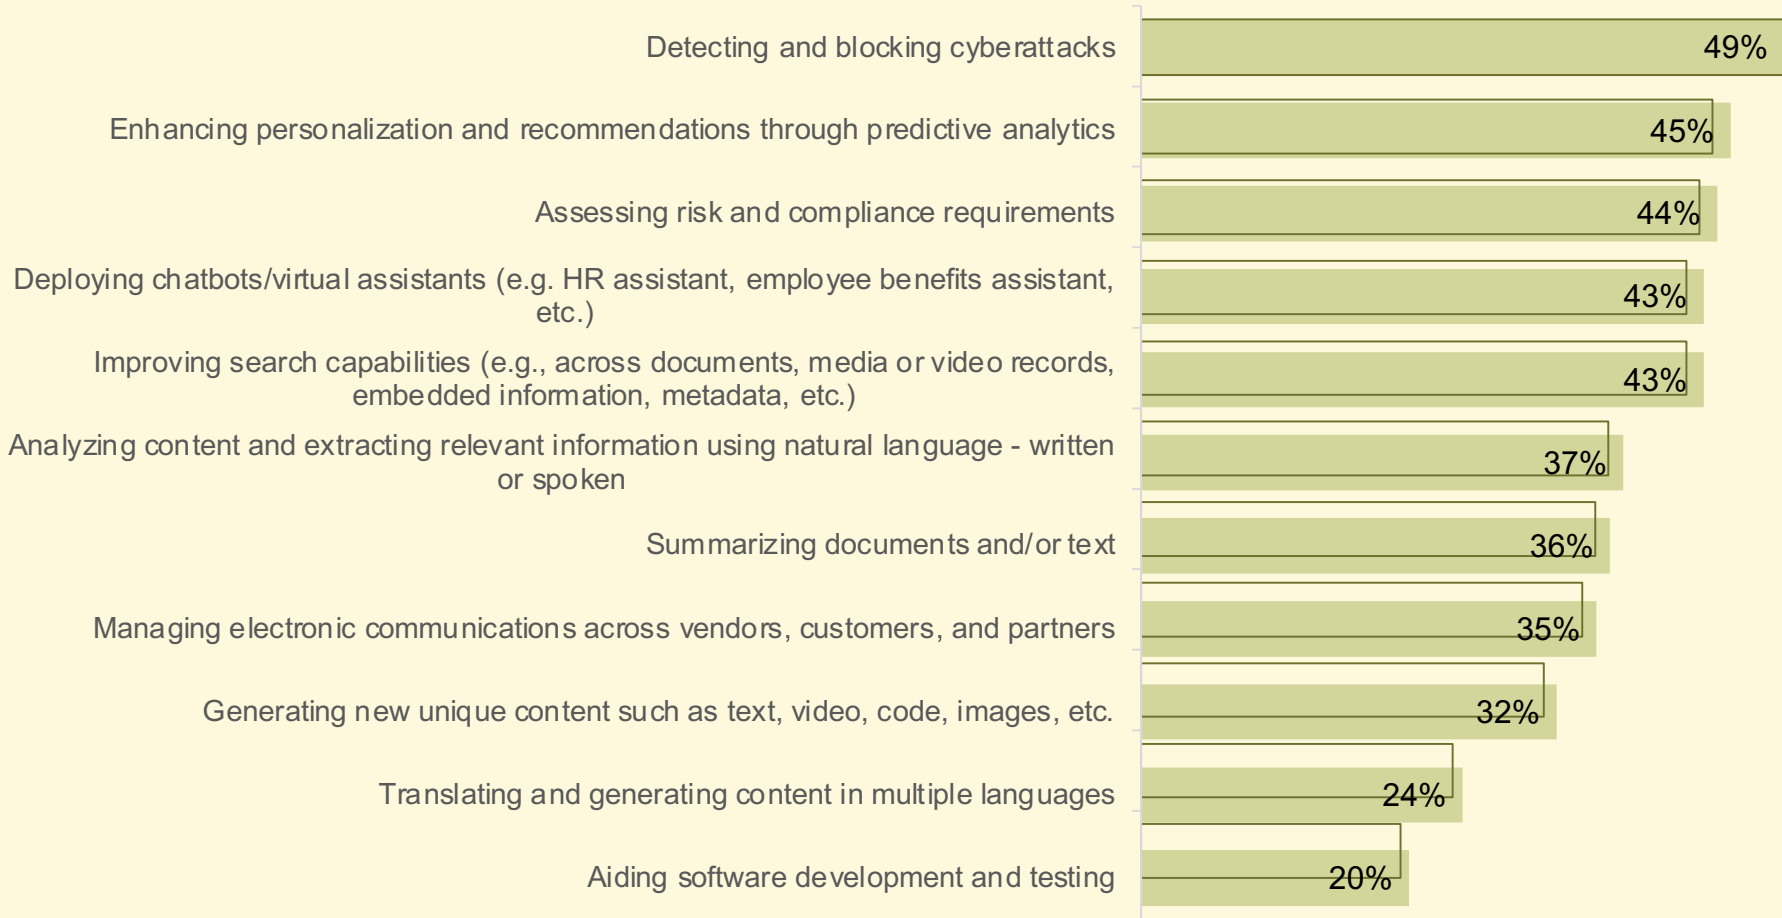 Detecting and blocking cyberattacks 49%
Enhancing personalization and recommendations through predictive analytics 45%
Assessing risk and compliance requirements 44%
Deploying chatbots/virtual assistants (e.g. HR assistant, employee benefits assistant,
etc.) 43%
Improving search capabilities (e.g., across documents, media or video records,
embedded information, metadata, etc.) 43%
Analyzing content and extracting relevant information using natural language - written
or spoken 37%
Summarizing documents and/or text 36%
Managing electronic communications across vendors, customers, and partners 35%
Generating new unique content such as text, video, code, images, etc. 32%
Translating and generating content in multiple languages 24%
Aiding software development and testing 20%